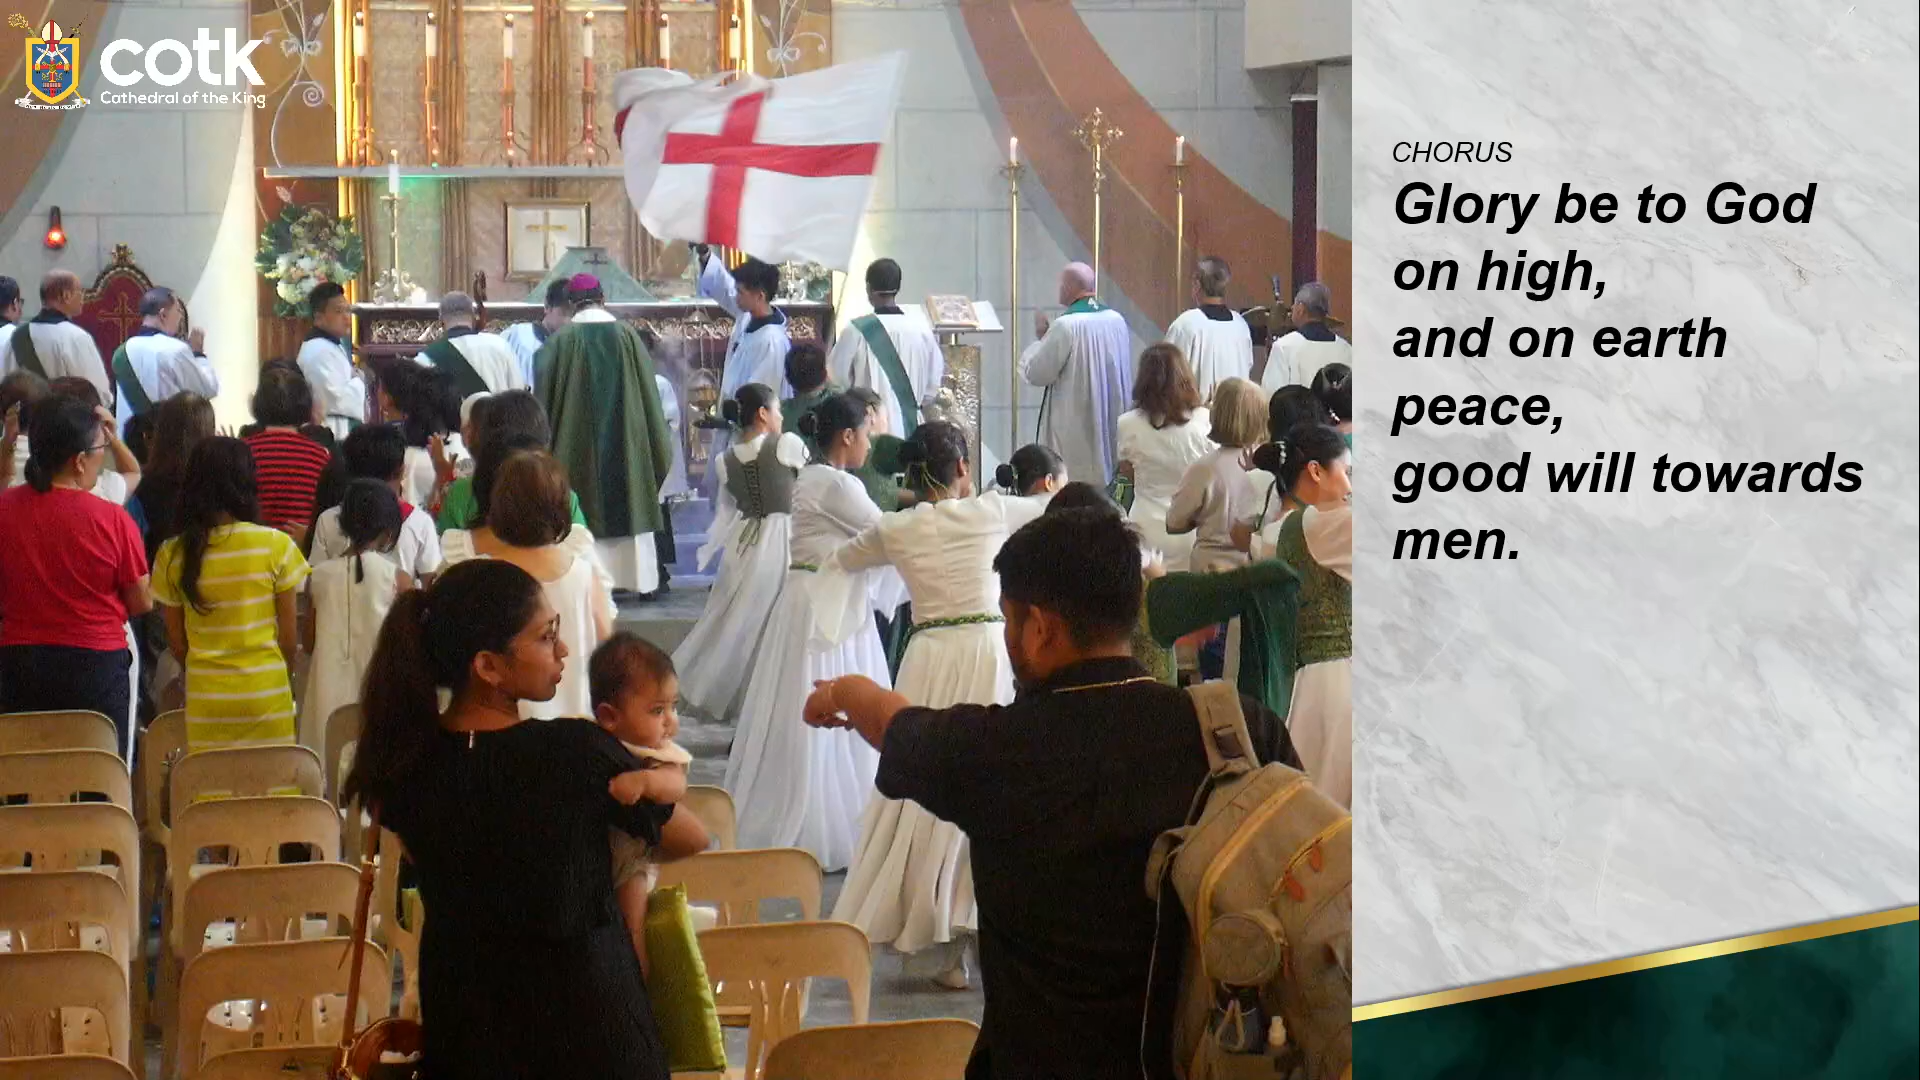 cotk
Cathedral of the King
CHORUS
Glory be to God
on high,
and on earth
peace,
good will towards
men.